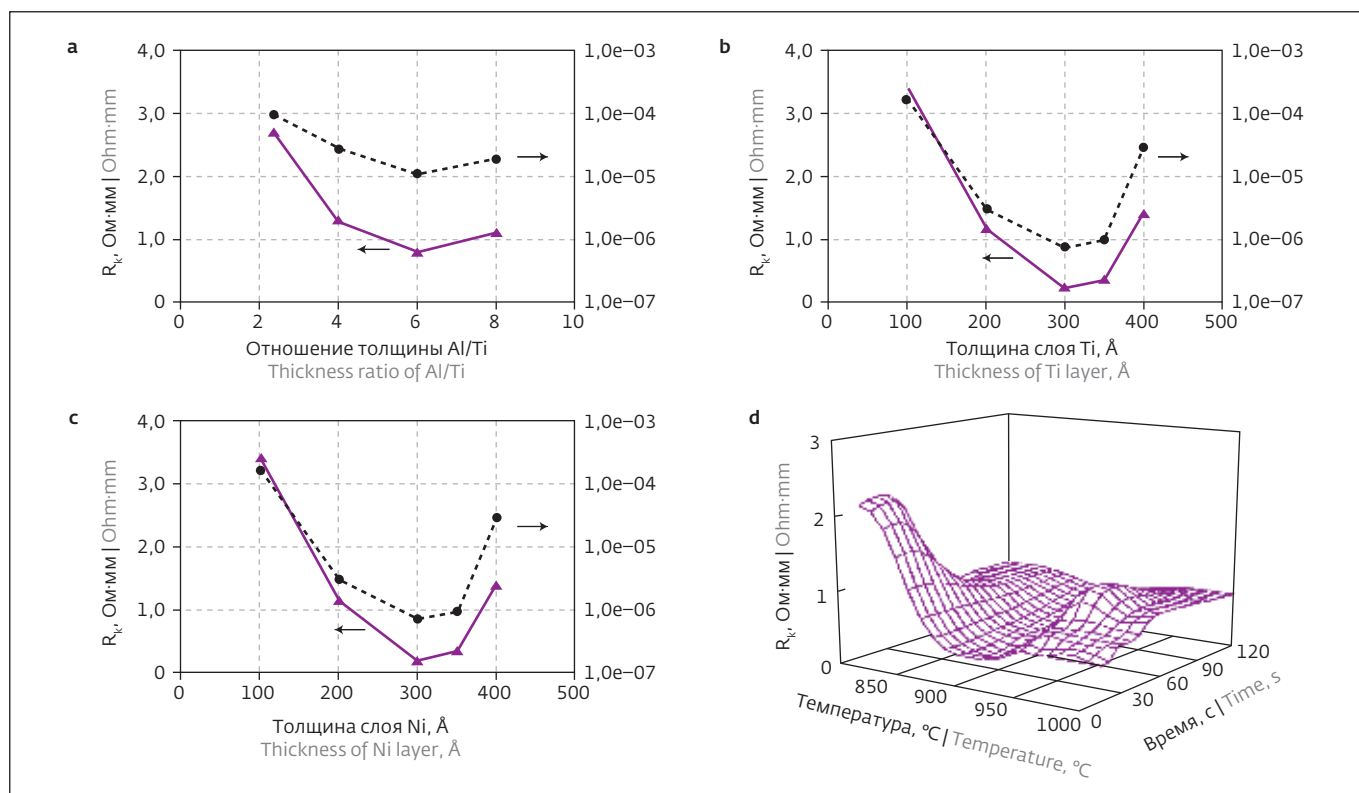 a
4,0
3,0
2,0
1,0
0
R_k, Ом·мм | Ohm·mm
1,0e−03
1,0e−04
1,0e−05
1,0e−06
1,0e−07
0 2 4 6 8 10
Отношение толщины Al/Ti
Thickness ratio of Al/Ti
b
4,0
3,0
2,0
1,0
0
R_k, Ом·мм | Ohm·mm
1,0e−03
1,0e−04
1,0e−05
1,0e−06
1,0e−07
0 100 200 300 400 500
Толщина слоя Ti, Å
Thickness of Ti layer, Å
c
4,0
3,0
2,0
1,0
0
R_k, Ом·мм | Ohm·mm
1,0e−03
1,0e−04
1,0e−05
1,0e−06
1,0e−07
0 100 200 300 400 500
Толщина слоя Ni, Å
Thickness of Ni layer, Å
d
3
2
1
0
R_k, Ом·мм | Ohm·mm
850 900 950 1000
Температура, °C | Temperature, °C
0 30 60 90 120
Время, с | Time, s